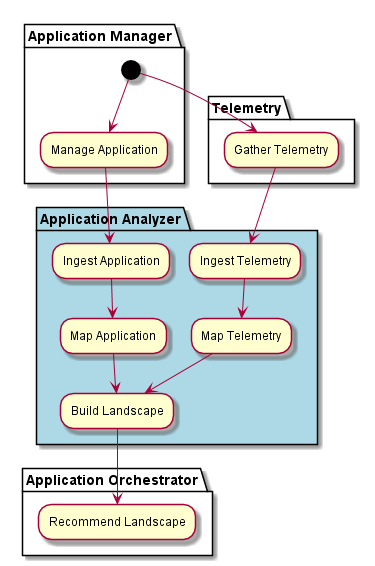 Application Manager
Manage Application
Telemetry
Gather Telemetry
Application Analyzer
Ingest Application
Ingest Telemetry
Map Application
Map Telemetry
Build Landscape
Application Orchestrator
Recommend Landscape